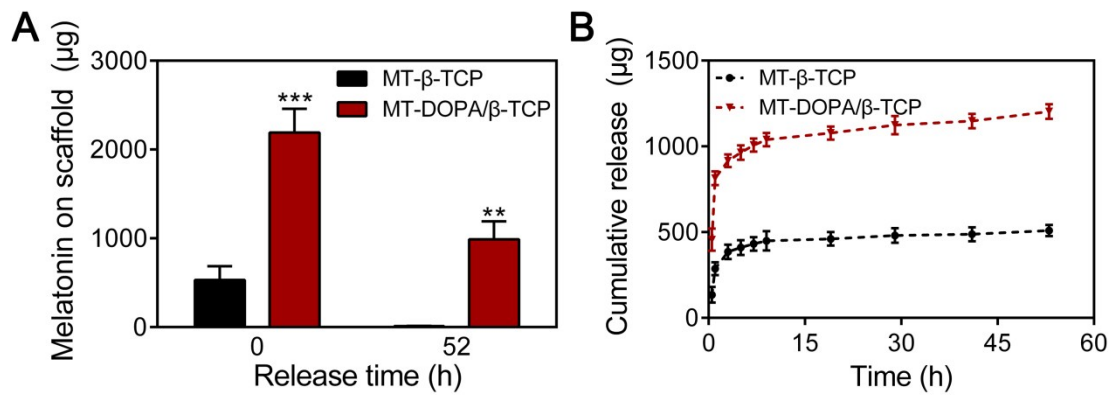 A
Melatonin on scaffold (μg)
3000
2000
1000
0
MT-β-TCP
MT-DOPA/β-TCP
***
**
0
52
Release time (h)
B
Cumulative release (μg)
1500
1000
500
0
MT-β-TCP
MT-DOPA/β-TCP
0
15
30
45
60
Time (h)